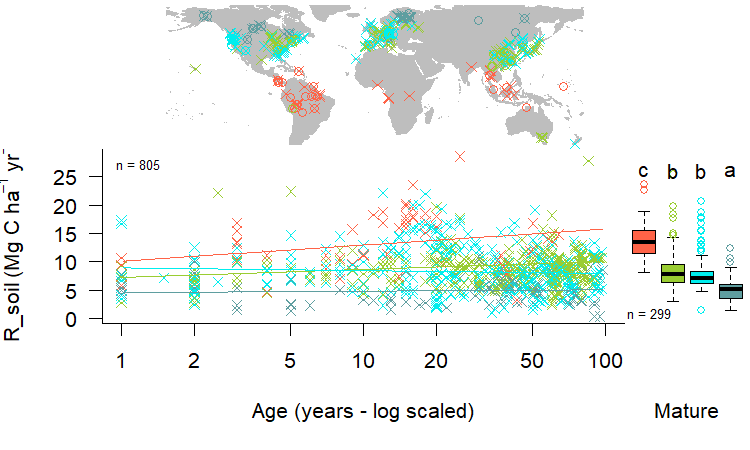 R_soil (Mg C ha⁻¹ yr⁻
n = 805
25
20
15
10
5
0
c b b a
n = 299
1 2 5 10 20 50 100
Age (years - log scaled)
Mature